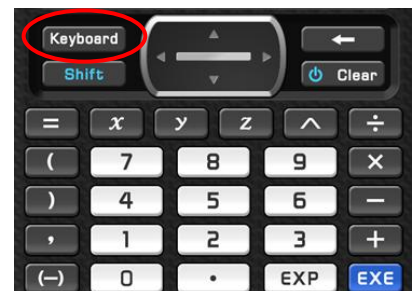 Keyboard
Shift Clear
= x y z ^ ÷
( 7 8 9 ×
) 4 5 6 −
, 1 2 3 +
(−) 0 . EXP EXE